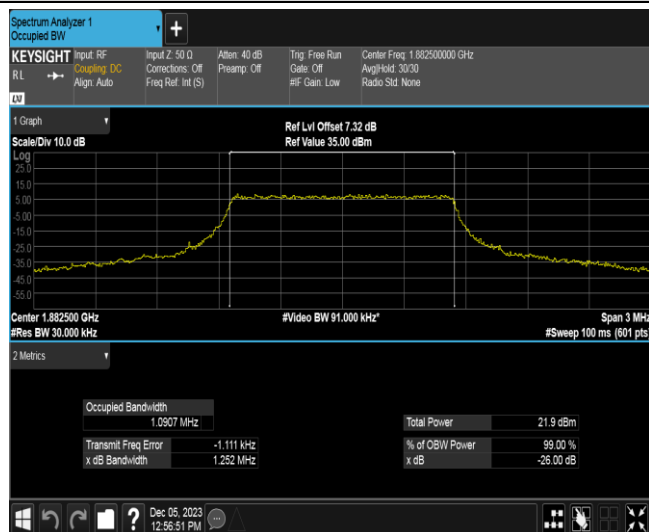 Spectrum Analyzer 1
Occupied BW
+
KEYSIGHT Input: RF Input Z: 50 Ω Atten: 40 dB Trig: Free Run Center Freq: 1.882500000 GHz
RL Coupling: DC Corrections: Off Preamp: Off Gate: Off Avg|Hold: 30/30
Align: Auto Freq Ref: Int (S) #IF Gain: Low Radio Std: None
LXI
1 Graph
Ref Lvl Offset 7.32 dB
Scale/Div 10.0 dB Ref Value 35.00 dBm
Log
25.0
15.0
5.00
-5.00
-15.0
-25.0
-35.0
-45.0
-55.0
Center 1.882500 GHz #Video BW 91.000 kHz* Span 3 MHz
#Res BW 30.000 kHz #Sweep 100 ms (601 pts)
2 Metrics
Occupied Bandwidth
1.0907 MHz Total Power 21.9 dBm
Transmit Freq Error -1.111 kHz % of OBW Power 99.00 %
x dB Bandwidth 1.252 MHz x dB -26.00 dB
? Dec 05, 2023
12:56:51 PM